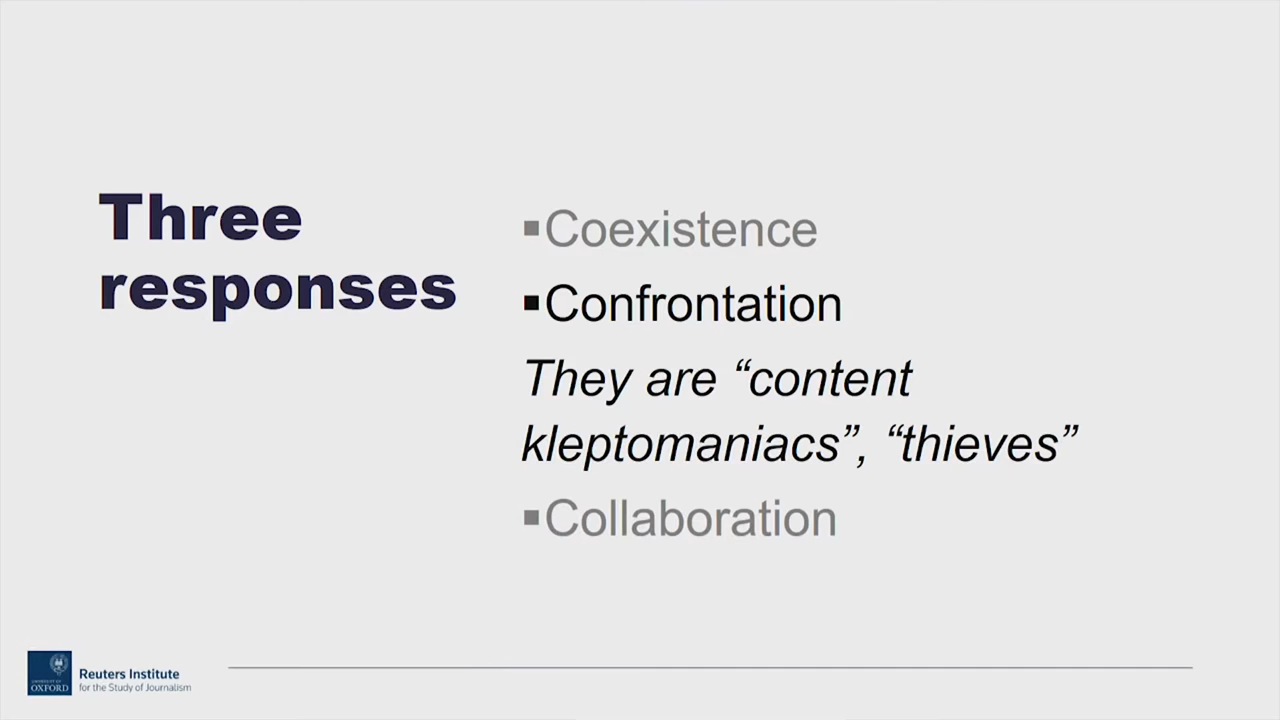 Three
responses
▪Coexistence
▪Confrontation
They are “content
kleptomaniacs”, “thieves”
▪Collaboration
UNIVERSITY OF
OXFORD
Reuters Institute
for the Study of Journalism